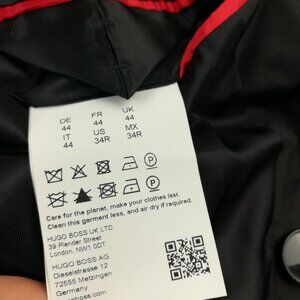 DE FR UK
44 44 44
IT US MX
44 34R 34R
Care for the planet, make your clothes last.
Clean this garment less, and air dry if required.
HUGO BOSS UK LTD
39 Plender Street
London, NW1 0DT
HUGO BOSS AG
Dieselstraße 12
72555 Metzingen
Germany